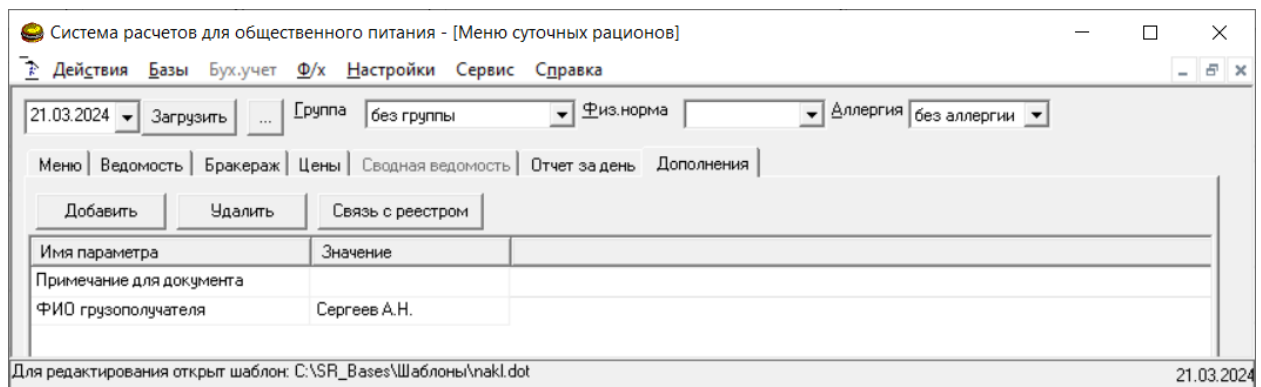 Система расчетов для общественного питания - [Меню суточных рационов]
Действия Базы Бух.учет Ф/х Настройки Сервис Справка
21.03.2024 Загрузить ... Группа без группы Физ.норма Аллергия без аллергии
Меню Ведомость Бракераж Цены Сводная ведомость Отчет за день Дополнения
Добавить Удалить Связь с реестром
Имя параметра Значение
Примечание для документа
ФИО грузополучателя Сергеев А.Н.
Для редактирования открыт шаблон: C:\SR_Bases\Шаблоны\nakl.dot 21.03.2024